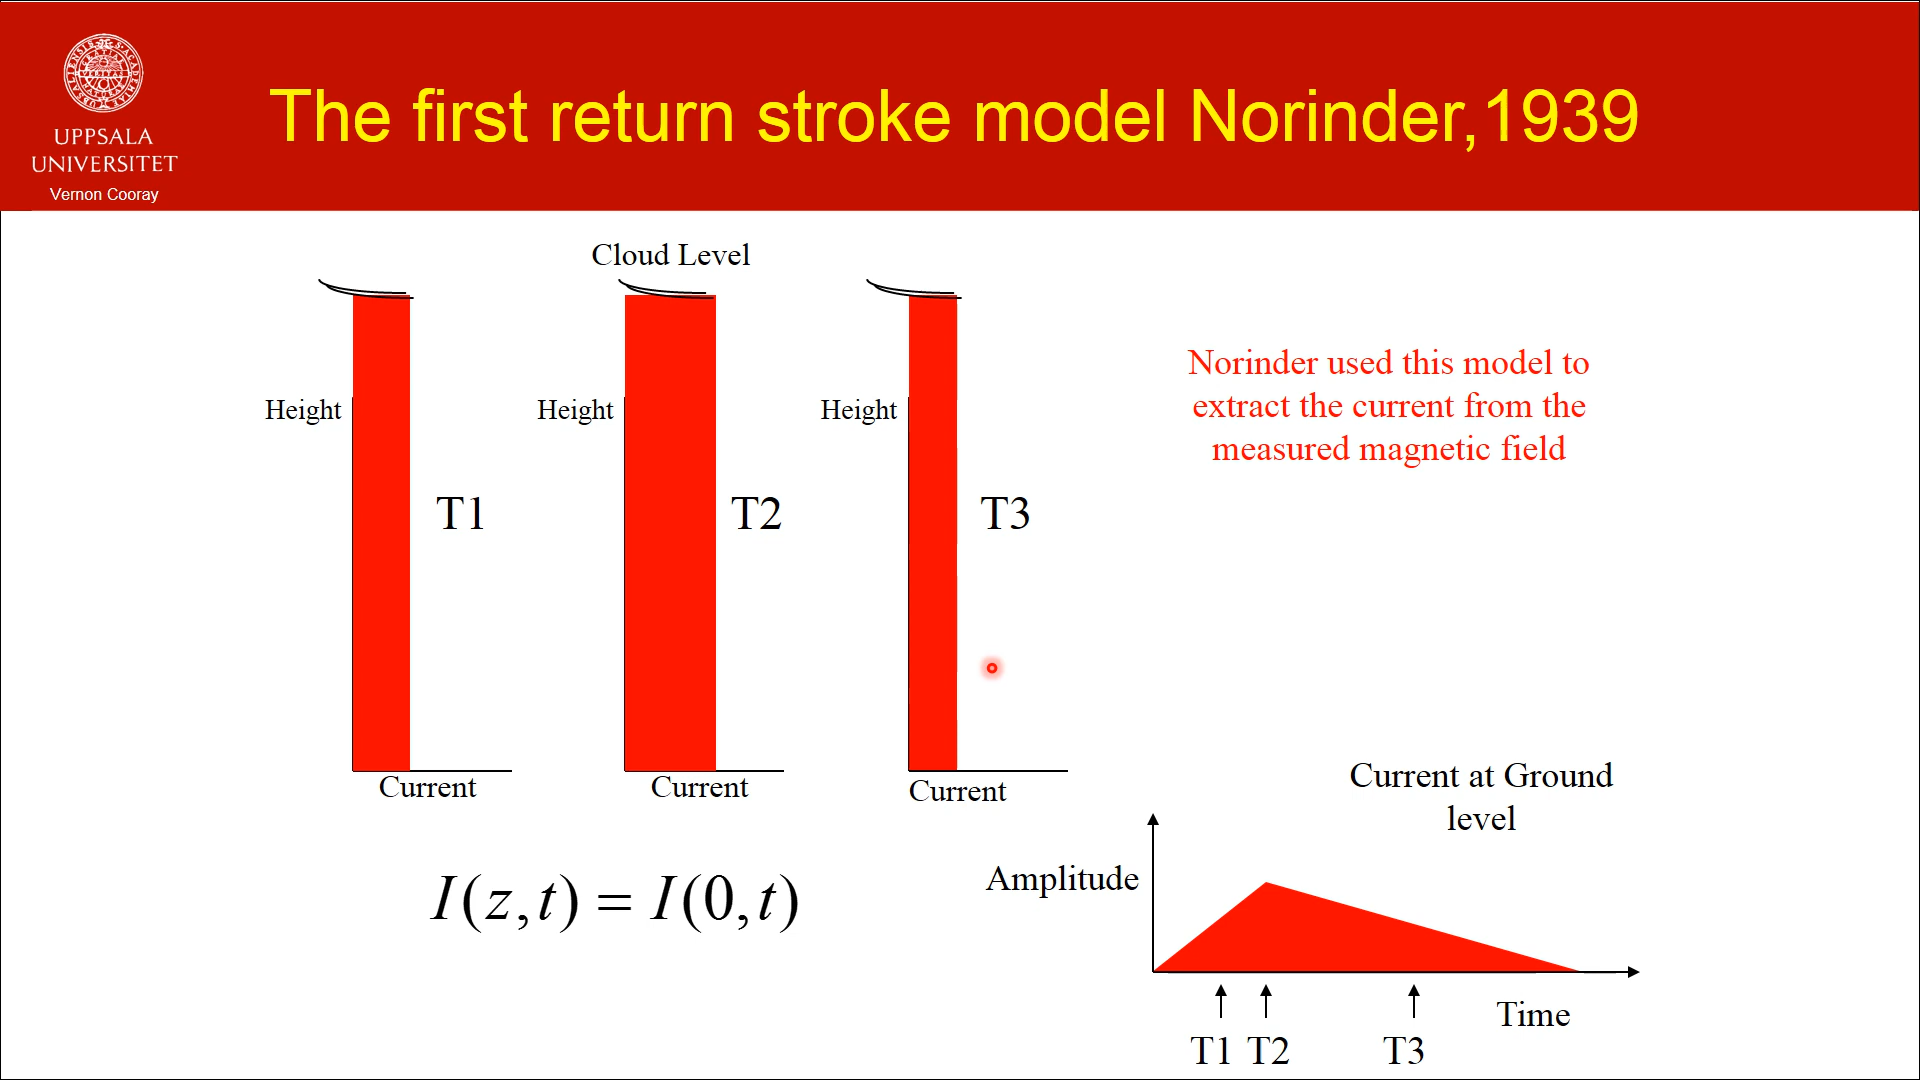 The first return stroke model Norinder,1939
UPPSALA
UNIVERSITET
Vernon Cooray
Cloud Level
Height
Height
Height
T1
T2
T3
Current
Current
Current
Norinder used this model to
extract the current from the
measured magnetic field
I(z,t) = I(0,t)
Current at Ground
level
Amplitude
Time
T1 T2 T3